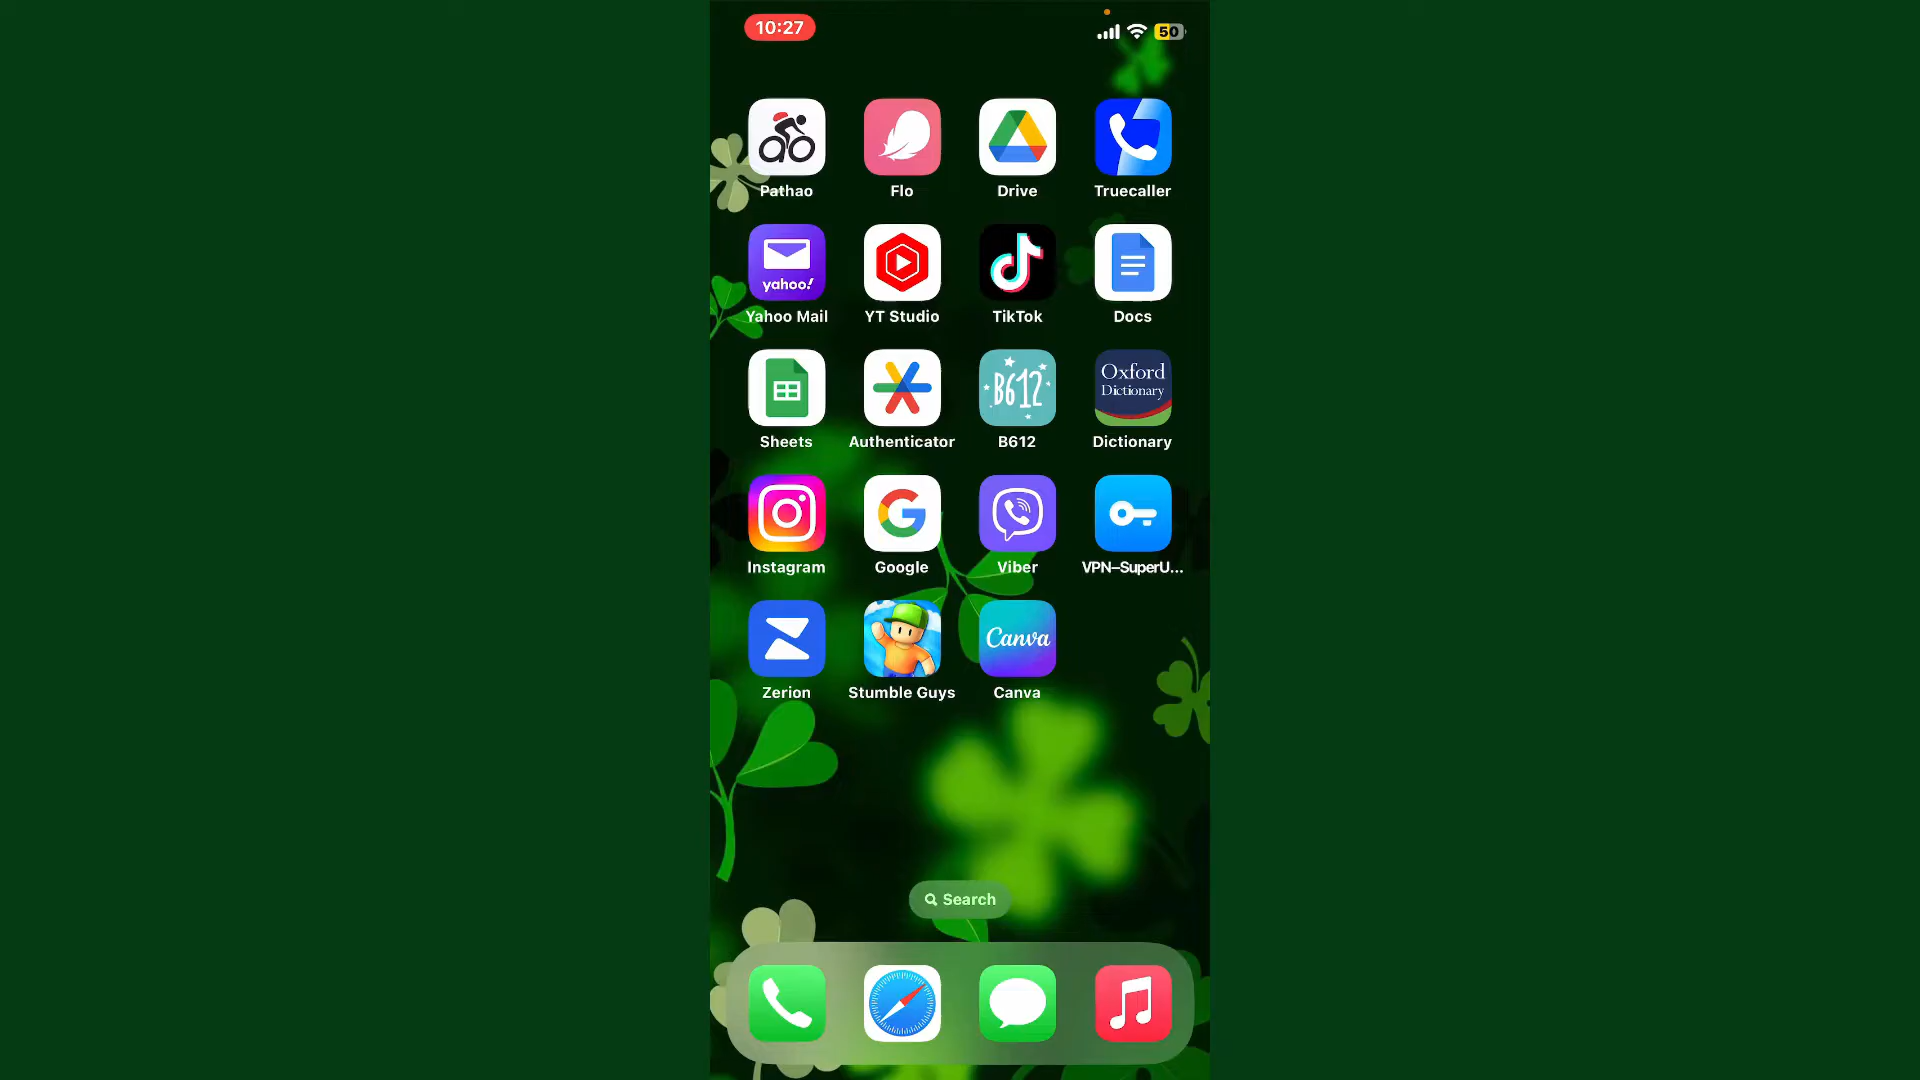 10:27
50
Pathao Flo Drive Truecaller
yahoo!
Yahoo Mail YT Studio TikTok Docs
B612 Oxford
Dictionary
Sheets Authenticator B612 Dictionary
Instagram Google Viber VPN–SuperU...
Canva
Zerion Stumble Guys Canva
Search